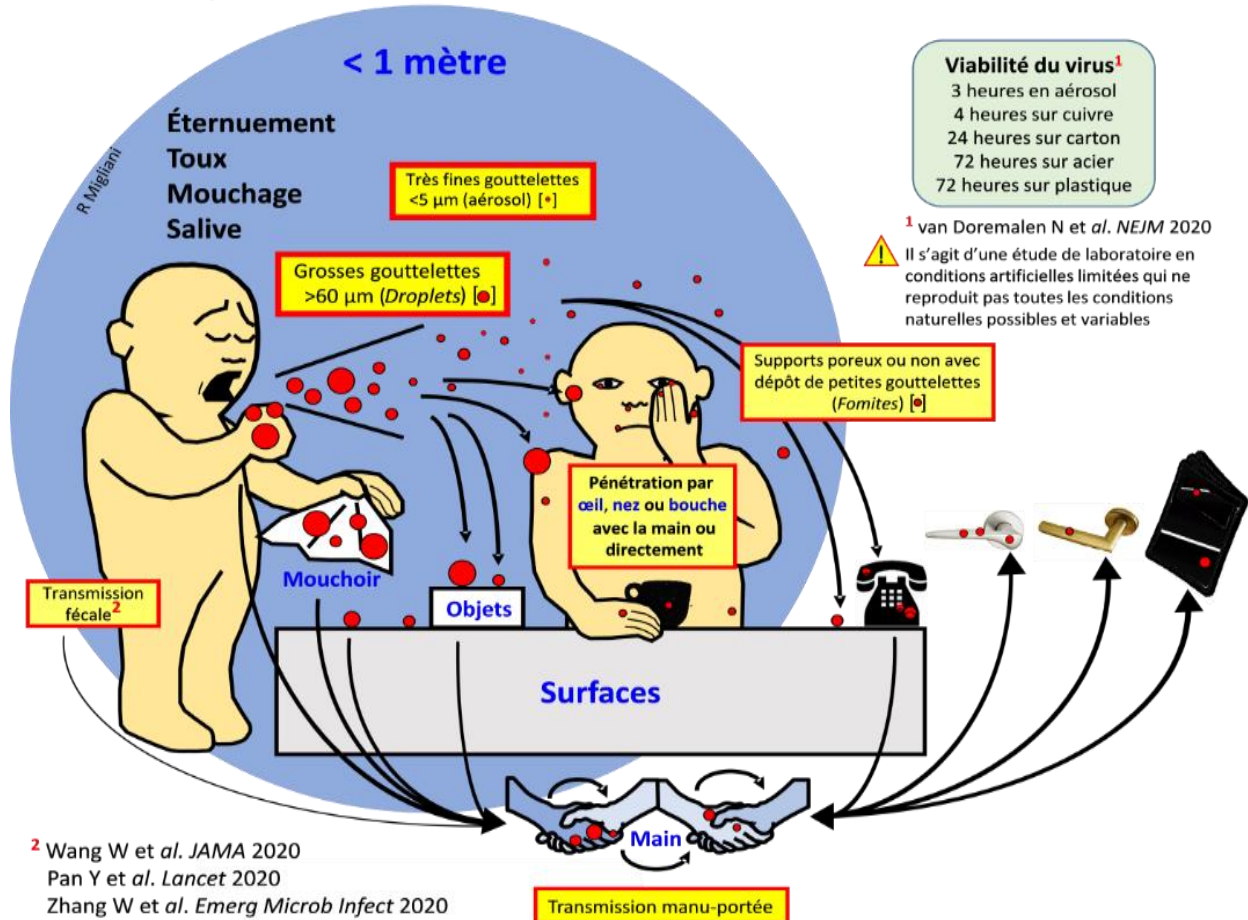 < 1 mètre
Éternuement
Toux
Mouchage
Salive
R Migliani
Très fines gouttelettes
<5 µm (aérosol) [•]
Grosses gouttelettes
>60 µm (Droplets) [●]
Viabilité du virus¹
3 heures en aérosol
4 heures sur cuivre
24 heures sur carton
72 heures sur acier
72 heures sur plastique
¹ van Doremalen N et al. NEJM 2020
! Il s’agit d’une étude de laboratoire en
conditions artificielles limitées qui ne
reproduit pas toutes les conditions
naturelles possibles et variables
Supports poreux ou non avec
dépôt de petites gouttelettes
(Fomites) [•]
Pénétration par
œil, nez ou bouche
avec la main ou
directement
Mouchoir
Objets
Transmission
fécale²
Surfaces
Main
² Wang W et al. JAMA 2020
Pan Y et al. Lancet 2020
Zhang W et al. Emerg Microb Infect 2020
Transmission manu-portée